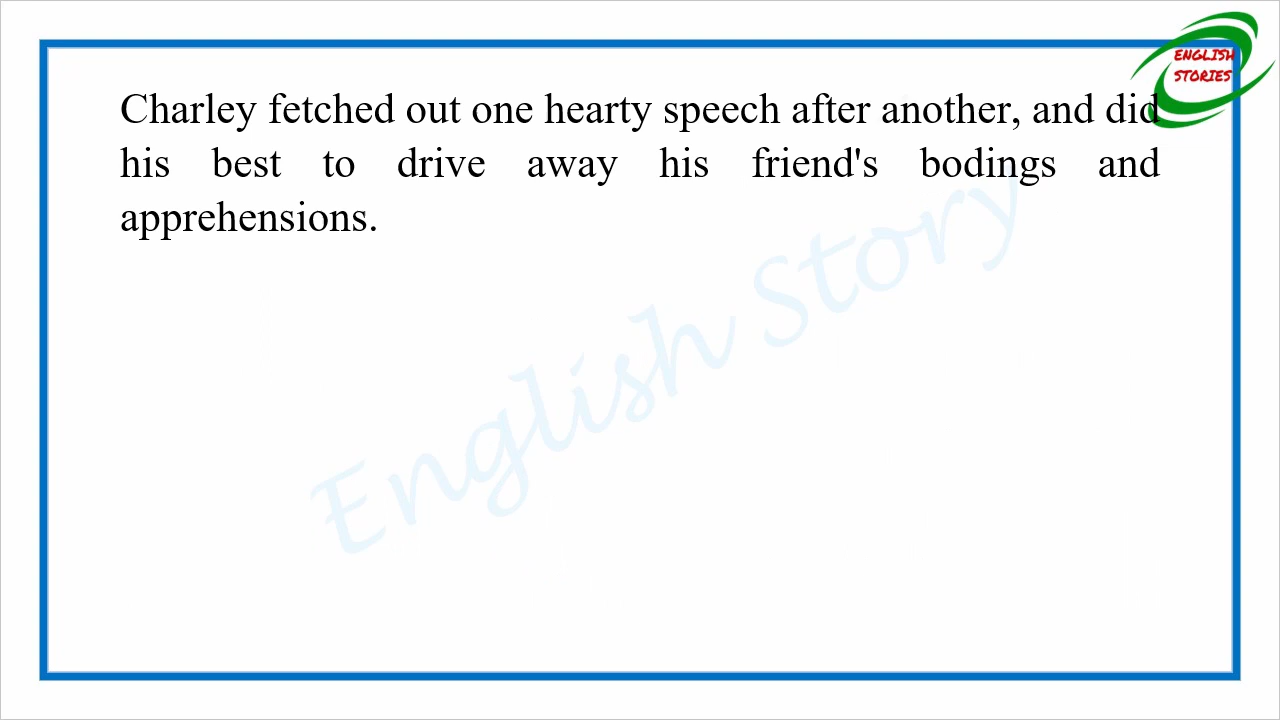 ENGLISH
STORIES
Charley fetched out one hearty speech after another, and did
his best to drive away his friend's bodings and
apprehensions.
English Story